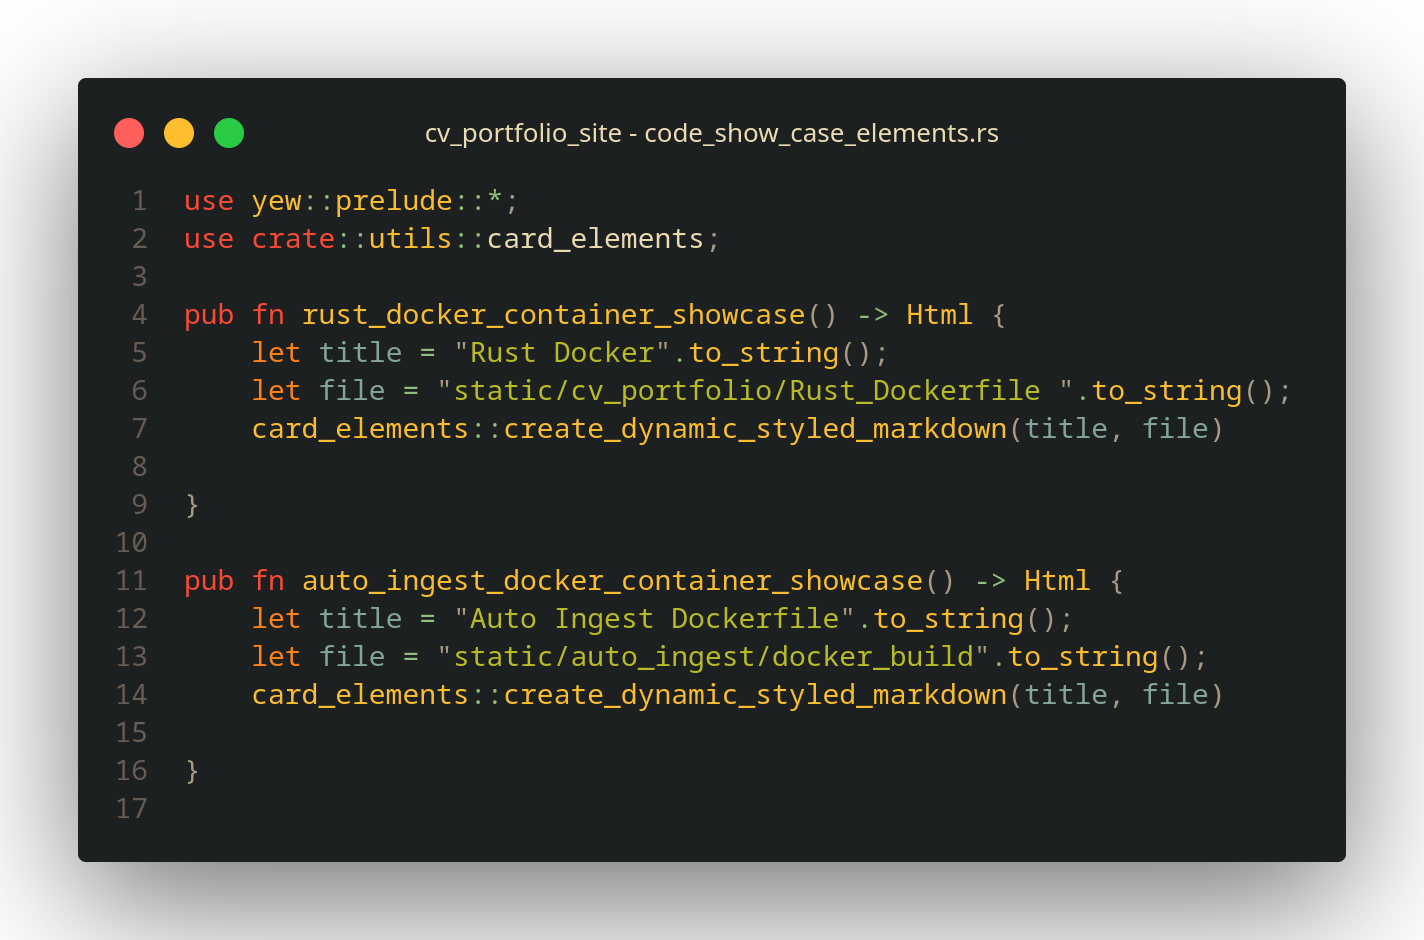 cv_portfolio_site - code_show_case_elements.rs
1 use yew::prelude::*;
2 use crate::utils::card_elements;
3
4 pub fn rust_docker_container_showcase() -> Html {
5     let title = "Rust Docker".to_string();
6     let file = "static/cv_portfolio/Rust_Dockerfile ".to_string();
7     card_elements::create_dynamic_styled_markdown(title, file)
8
9 }
10
11 pub fn auto_ingest_docker_container_showcase() -> Html {
12     let title = "Auto Ingest Dockerfile".to_string();
13     let file = "static/auto_ingest/docker_build".to_string();
14     card_elements::create_dynamic_styled_markdown(title, file)
15
16 }
17